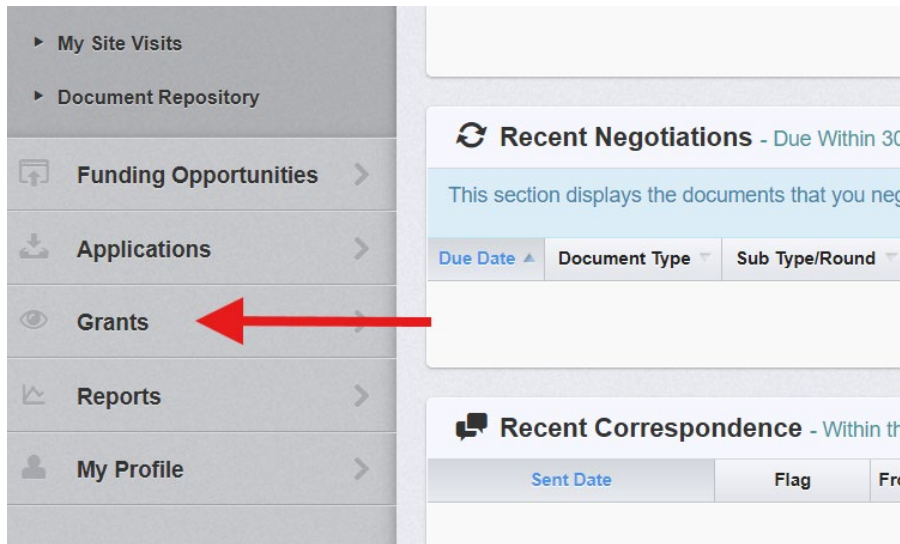 My Site Visits
Document Repository
Funding Opportunities
Applications
Grants
Reports
My Profile
Recent Negotiations - Due Within 30
This section displays the documents that you neg
Due Date Document Type Sub Type/Round
Recent Correspondence - Within th
Sent Date Flag Fro